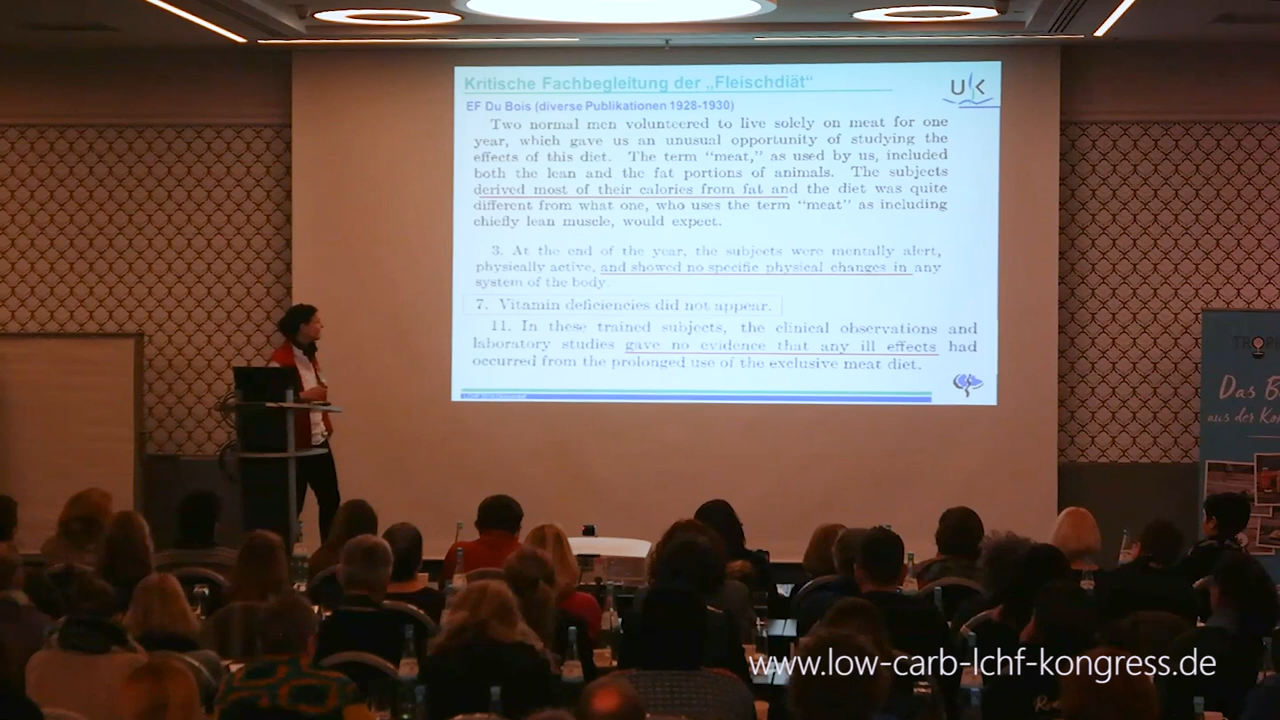 Kritische Fachbegleitung der „Fleischdiät“
UK
EF Du Bois (diverse Publikationen 1928-1930)
Two normal men volunteered to live solely on meat for one
year, which gave us an unusual opportunity of studying the
effects of this diet. The term “meat,” as used by us, included
both the lean and the fat portions of animals. The subjects
derived most of their calories from fat and the diet was quite
different from what one, who uses the term “meat” as including
chiefly lean muscle, would expect.
3. At the end of the year, the subjects were mentally alert,
physically active, and showed no specific physical changes in any
system of the body.
7. Vitamin deficiencies did not appear.
11. In these trained subjects, the clinical observations and
laboratory studies gave no evidence that any ill effects had
occurred from the prolonged use of the exclusive meat diet.
Das B
aus der Ko
www.low-carb-lchf-kongress.de